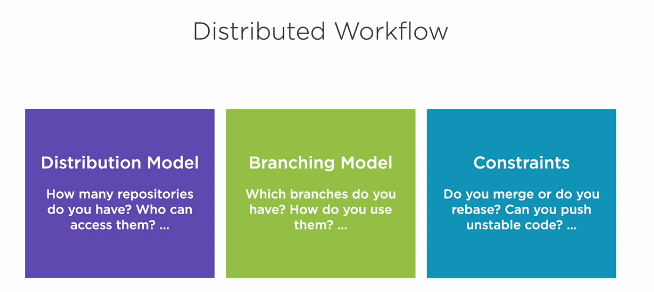 Distributed Workflow
Distribution Model
How many repositories
do you have? Who can
access them? ...
Branching Model
Which branches do you
have? How do you use
them? ...
Constraints
Do you merge or do you
rebase? Can you push
unstable code? ...